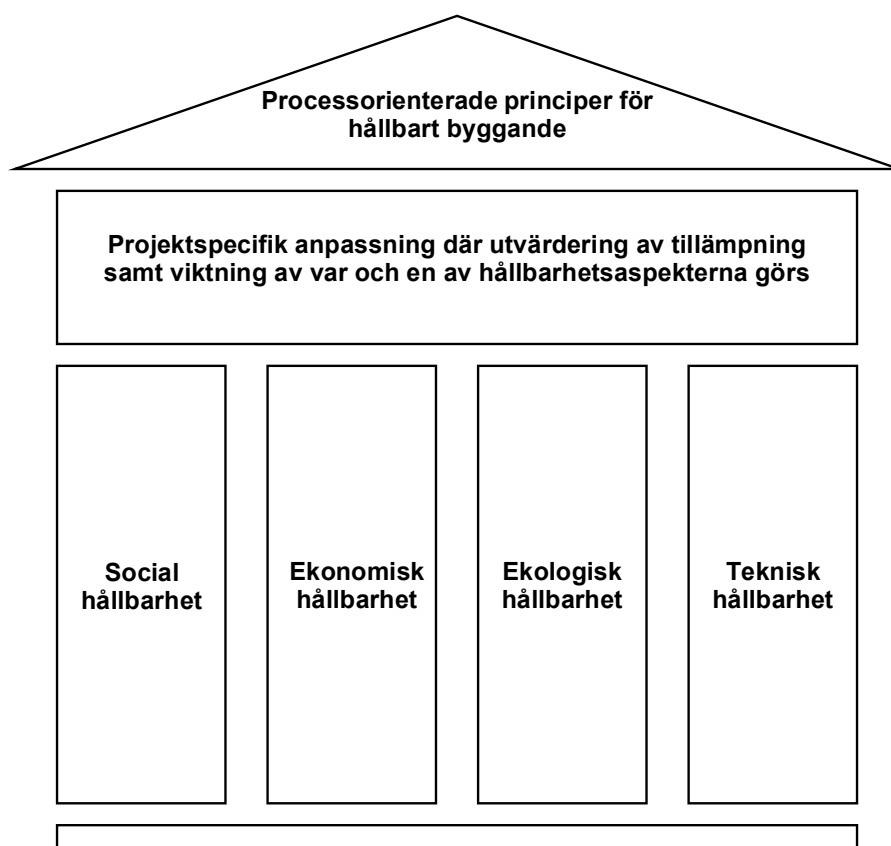 Processorienterade principer för
hållbart byggande
Projektspecifik anpassning där utvärdering av tillämpning
samt viktning av var och en av hållbarhetsaspekterna görs
Social
hållbarhet
Ekonomisk
hållbarhet
Ekologisk
hållbarhet
Teknisk
hållbarhet